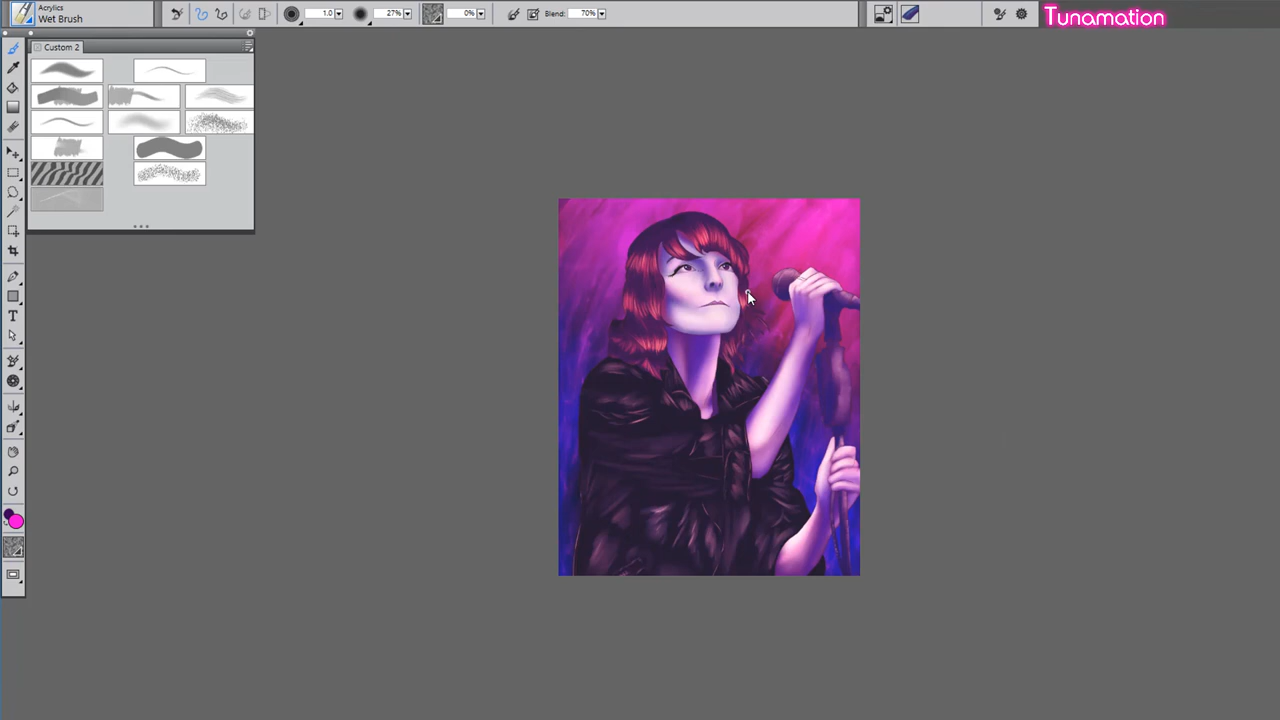 Acrylics
Wet Brush
1.0
27%
0%
Blend: 70%
Tunamation
Custom 2